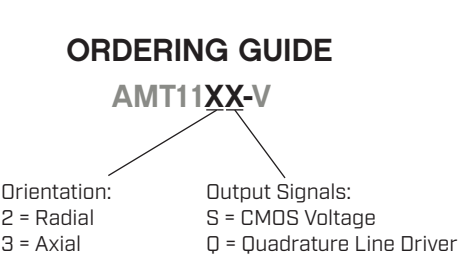 ORDERING GUIDE
AMT11XX-V
Orientation:
2 = Radial
3 = Axial
Output Signals:
S = CMOS Voltage
Q = Quadrature Line Driver